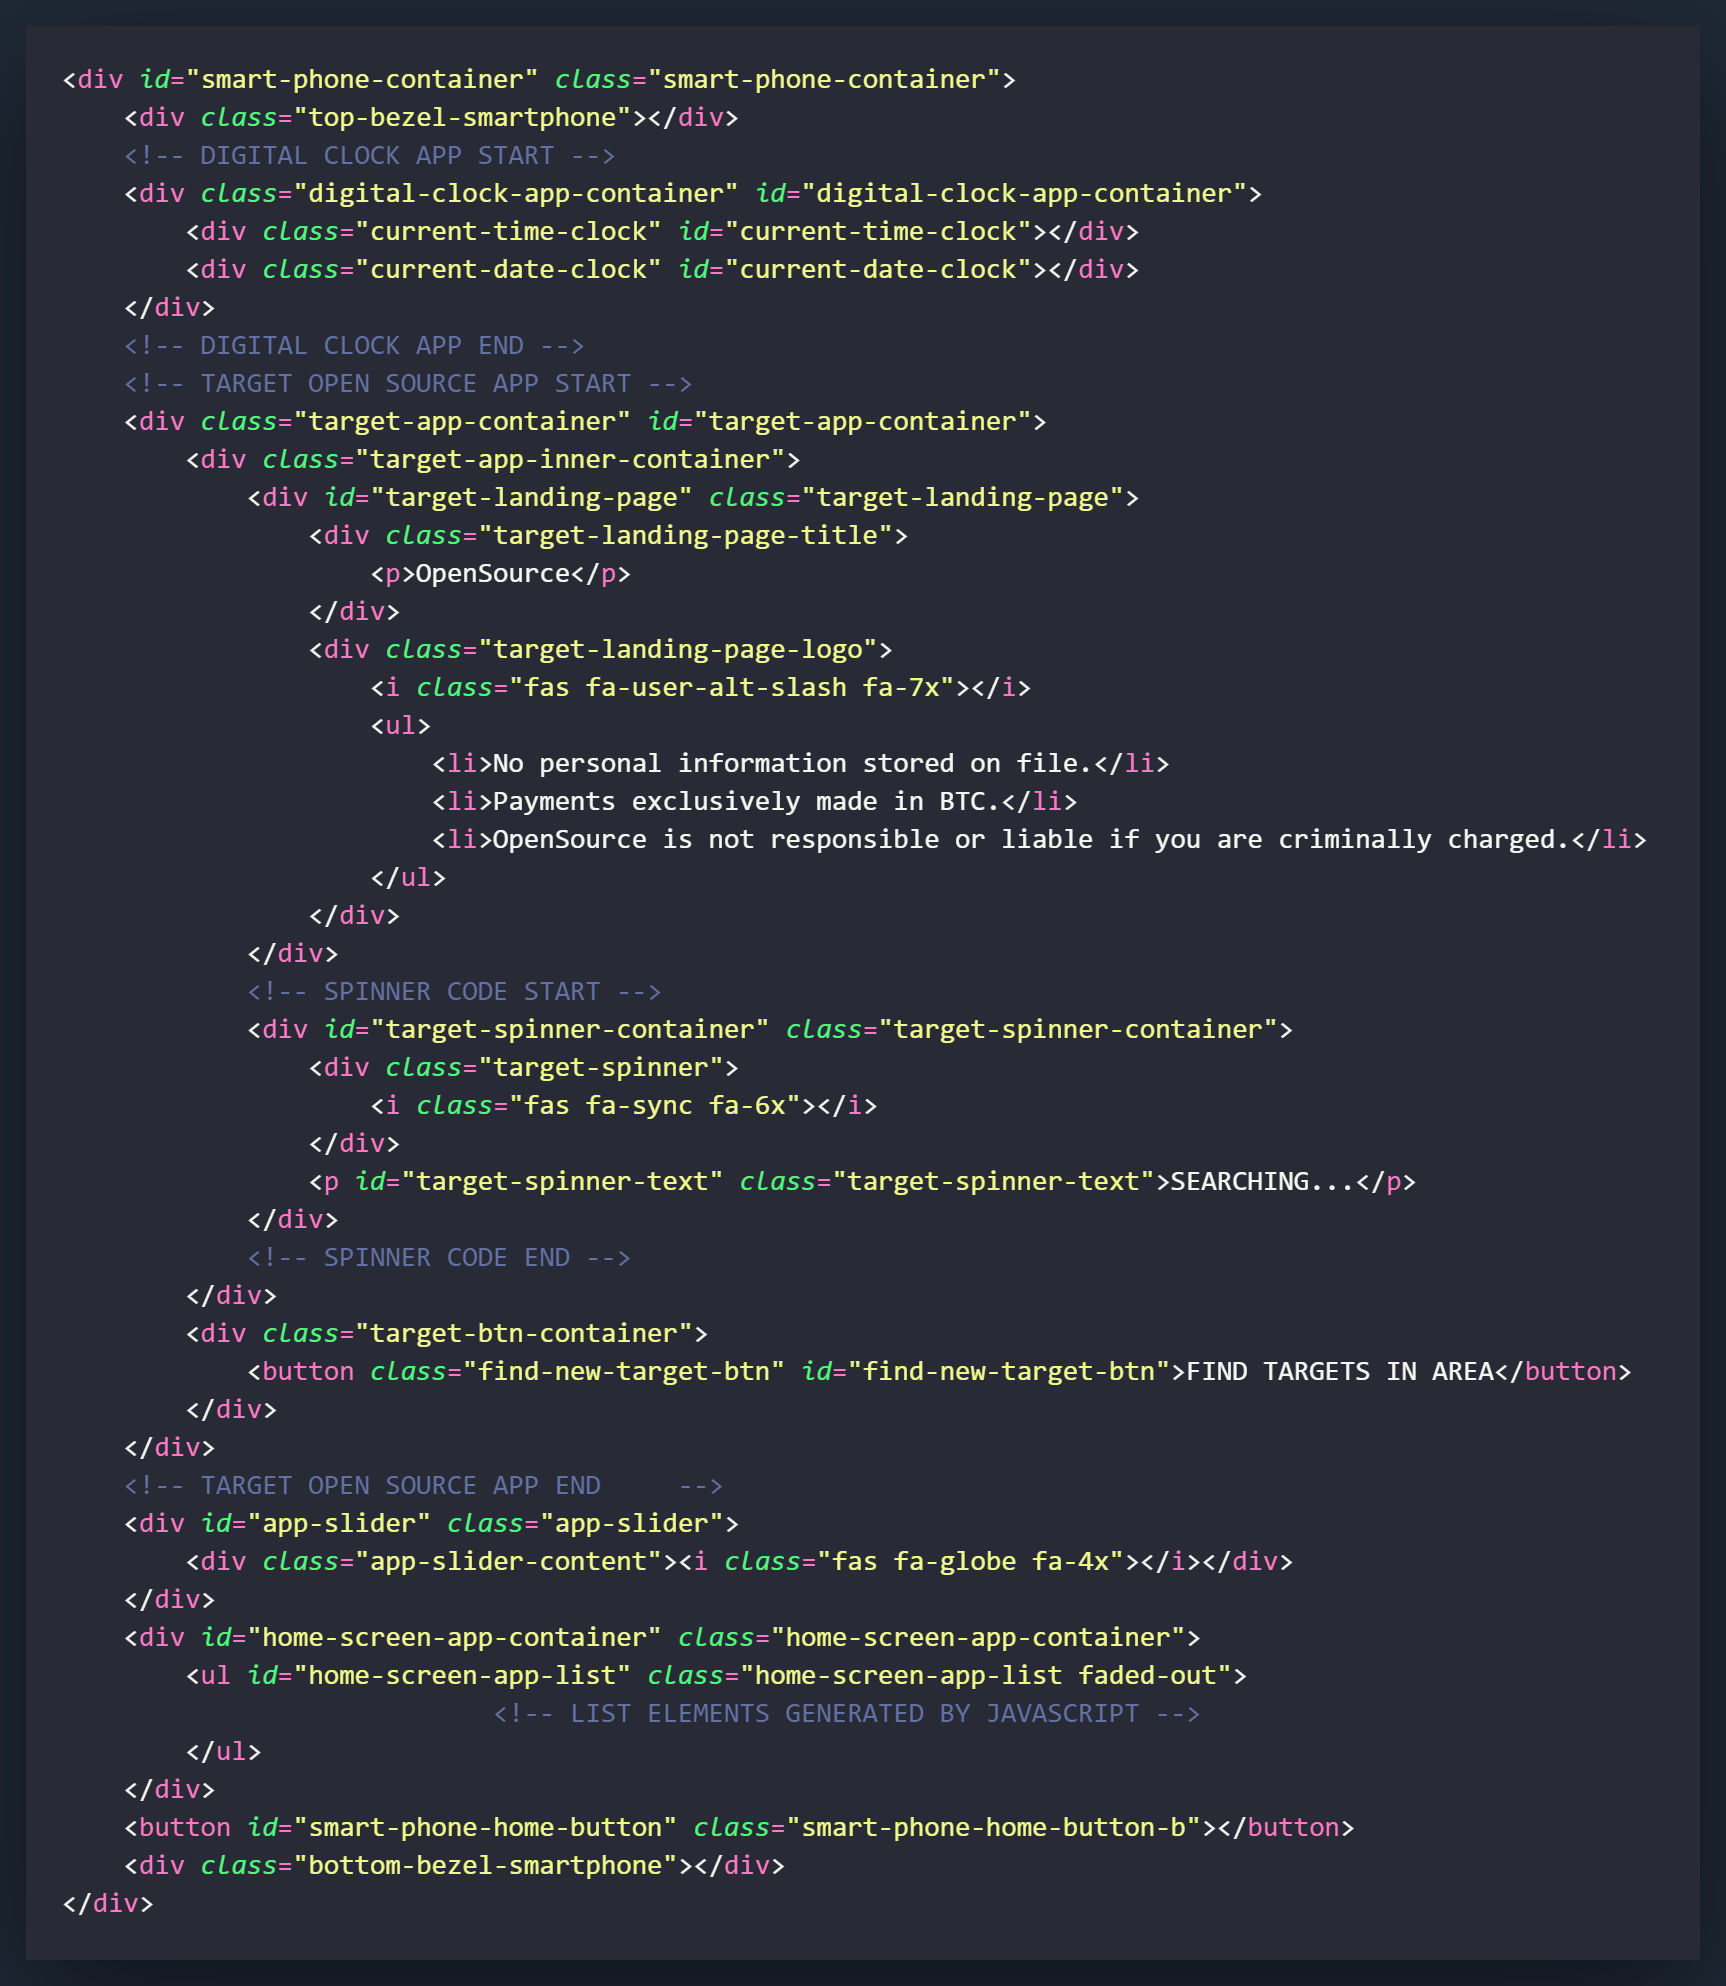 <div id="smart-phone-container" class="smart-phone-container">
    <div class="top-bezel-smartphone"></div>
    <!-- DIGITAL CLOCK APP START -->
    <div class="digital-clock-app-container" id="digital-clock-app-container">
        <div class="current-time-clock" id="current-time-clock"></div>
        <div class="current-date-clock" id="current-date-clock"></div>
    </div>
    <!-- DIGITAL CLOCK APP END -->
    <!-- TARGET OPEN SOURCE APP START -->
    <div class="target-app-container" id="target-app-container">
        <div class="target-app-inner-container">
            <div id="target-landing-page" class="target-landing-page">
                <div class="target-landing-page-title">
                    <p>OpenSource</p>
                </div>
                <div class="target-landing-page-logo">
                    <i class="fas fa-user-alt-slash fa-7x"></i>
                    <ul>
                        <li>No personal information stored on file.</li>
                        <li>Payments exclusively made in BTC.</li>
                        <li>OpenSource is not responsible or liable if you are criminally charged.</li>
                    </ul>
                </div>
            </div>
            <!-- SPINNER CODE START -->
            <div id="target-spinner-container" class="target-spinner-container">
                <div class="target-spinner">
                    <i class="fas fa-sync fa-6x"></i>
                </div>
                <p id="target-spinner-text" class="target-spinner-text">SEARCHING...</p>
            </div>
            <!-- SPINNER CODE END -->
        </div>
        <div class="target-btn-container">
            <button class="find-new-target-btn" id="find-new-target-btn">FIND TARGETS IN AREA</button>
        </div>
    </div>
    <!-- TARGET OPEN SOURCE APP END     -->
    <div id="app-slider" class="app-slider">
        <div class="app-slider-content"><i class="fas fa-globe fa-4x"></i></div>
    </div>
    <div id="home-screen-app-container" class="home-screen-app-container">
        <ul id="home-screen-app-list" class="home-screen-app-list faded-out">
                            <!-- LIST ELEMENTS GENERATED BY JAVASCRIPT -->
        </ul>
    </div>
    <button id="smart-phone-home-button" class="smart-phone-home-button-b"></button>
    <div class="bottom-bezel-smartphone"></div>
</div>